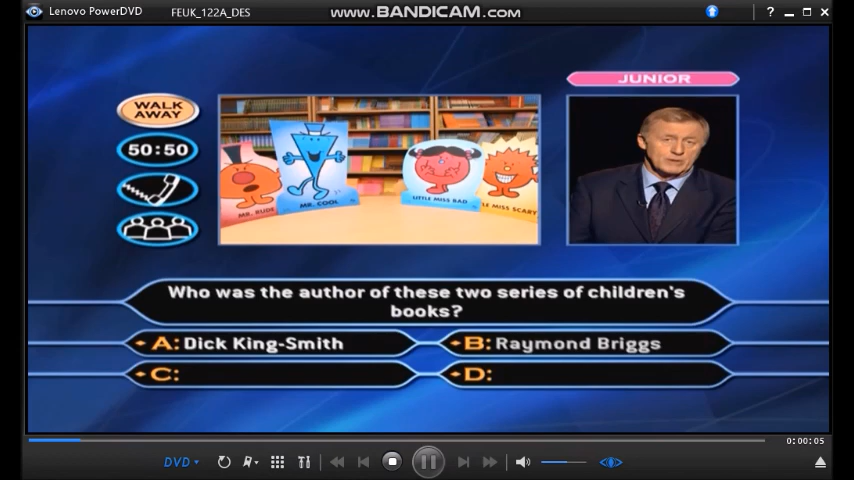 Lenovo PowerDVD
FEUK_122A_DES
www.BANDICAM.com
?
JUNIOR
WALK
AWAY
50:50
MR. RUDE
MR. COOL
LITTLE MISS BAD
LE MISS SCARY
Who was the author of these two series of children's
books?
A: Dick King-Smith
B: Raymond Briggs
C:
D:
0:00:05
DVD